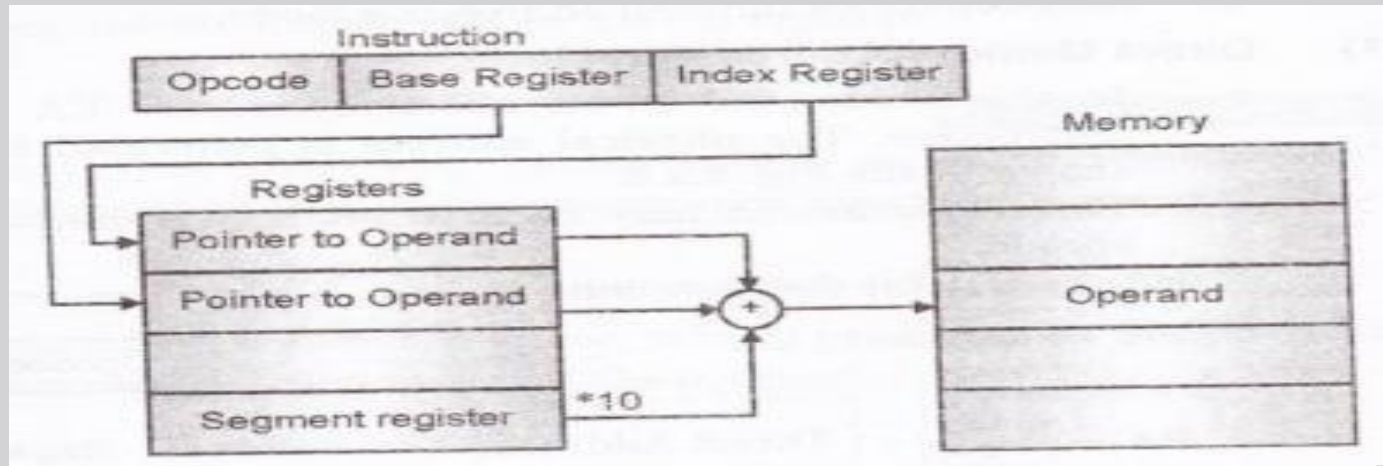 Instruction
Opcode
Base Register
Index Register
Memory
Registers
Pointer to Operand
Pointer to Operand
Operand
+
Segment register
*10